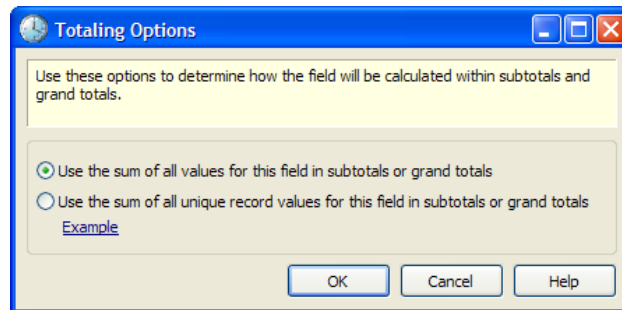 Totaling Options
Use these options to determine how the field will be calculated within subtotals and
grand totals.
Use the sum of all values for this field in subtotals or grand totals
Use the sum of all unique record values for this field in subtotals or grand totals
Example
OK Cancel Help